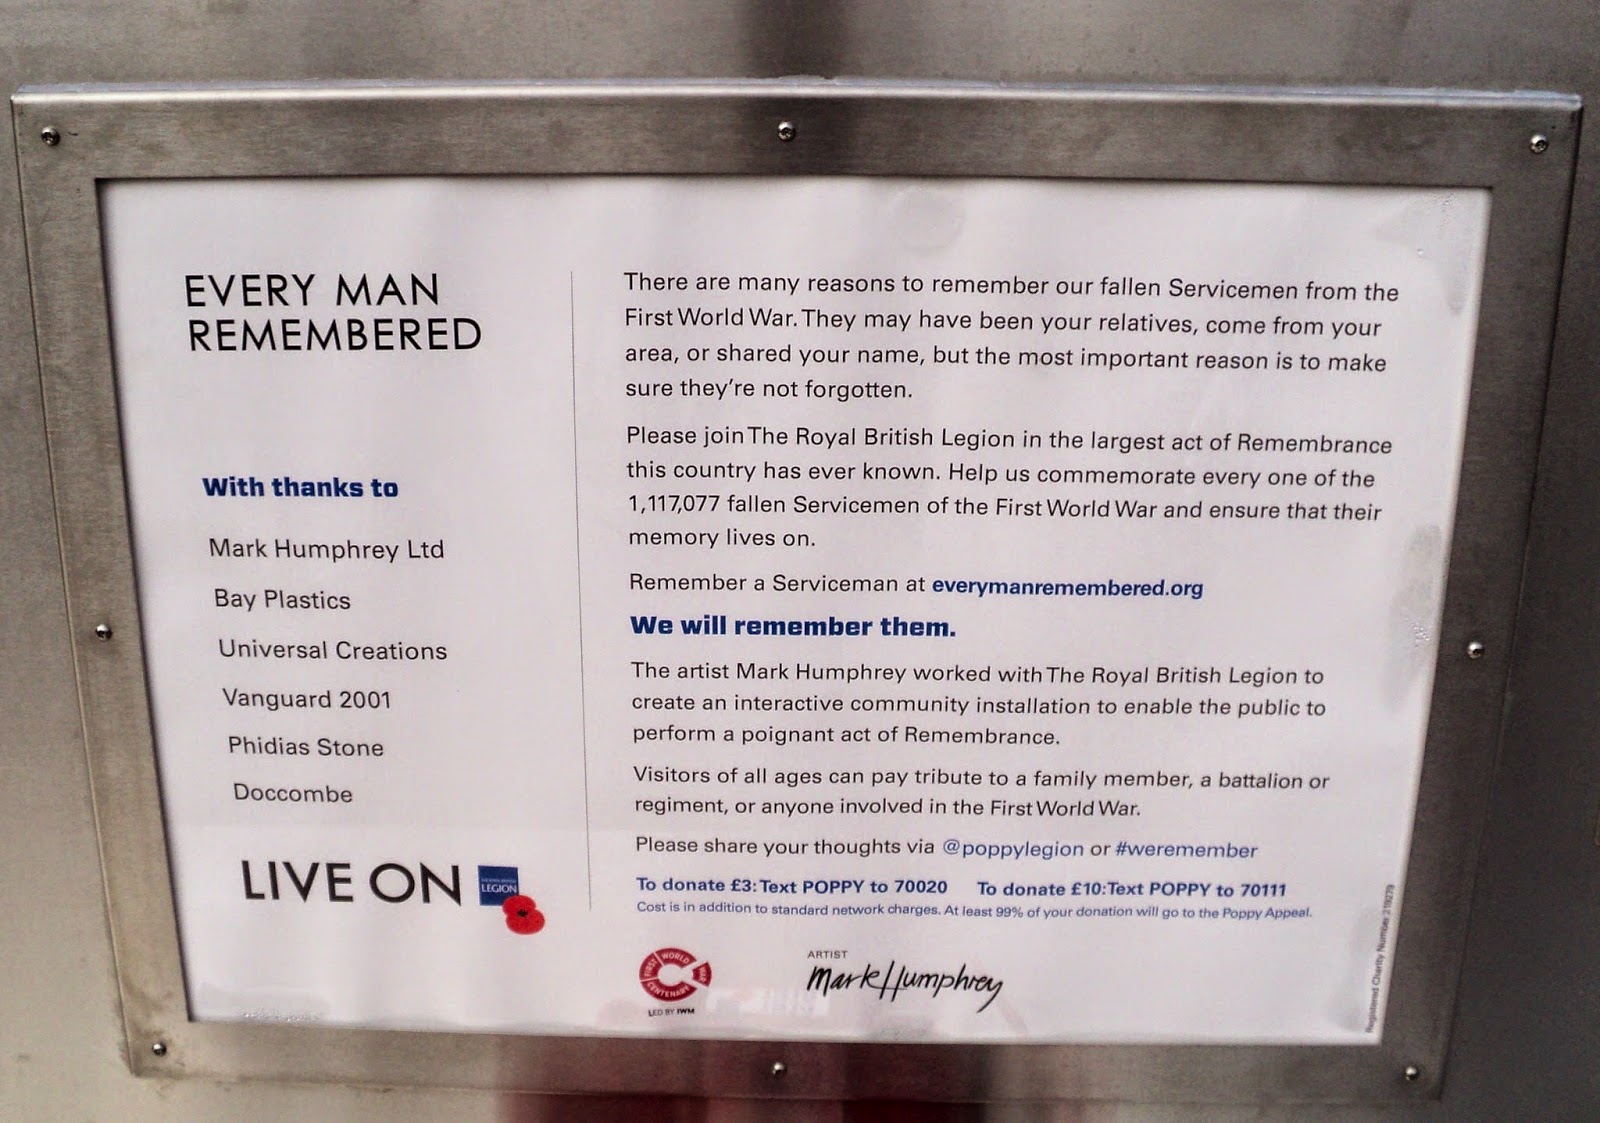 EVERY MAN
REMEMBERED
With thanks to
Mark Humphrey Ltd
Bay Plastics
Universal Creations
Vanguard 2001
Phidias Stone
Doccombe
LIVE ON
LEGION
There are many reasons to remember our fallen Servicemen from the
First World War. They may have been your relatives, come from your
area, or shared your name, but the most important reason is to make
sure they're not forgotten.
Please join The Royal British Legion in the largest act of Remembrance
this country has ever known. Help us commemorate every one of the
1,117,077 fallen Servicemen of the First World War and ensure that their
memory lives on.
Remember a Serviceman at everymanremembered.org
We will remember them.
The artist Mark Humphrey worked with The Royal British Legion to
create an interactive community installation to enable the public to
perform a poignant act of Remembrance.
Visitors of all ages can pay tribute to a family member, a battalion or
regiment, or anyone involved in the First World War.
Please share your thoughts via @poppylegion or #weremember
To donate £3: Text POPPY to 70020 To donate £10: Text POPPY to 70111
Cost is in addition to standard network charges. At least 99% of your donation will go to the Poppy Appeal.
FIRST WORLD WAR CENTENARY
LED BY IWM
ARTIST
Mark Humphrey
Registered Charity Number 219279